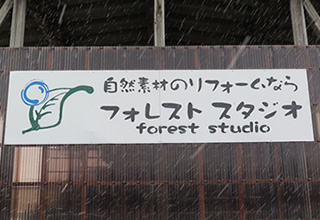 自然素材のリフォームなら
フォレスト スタジオ
forest studio